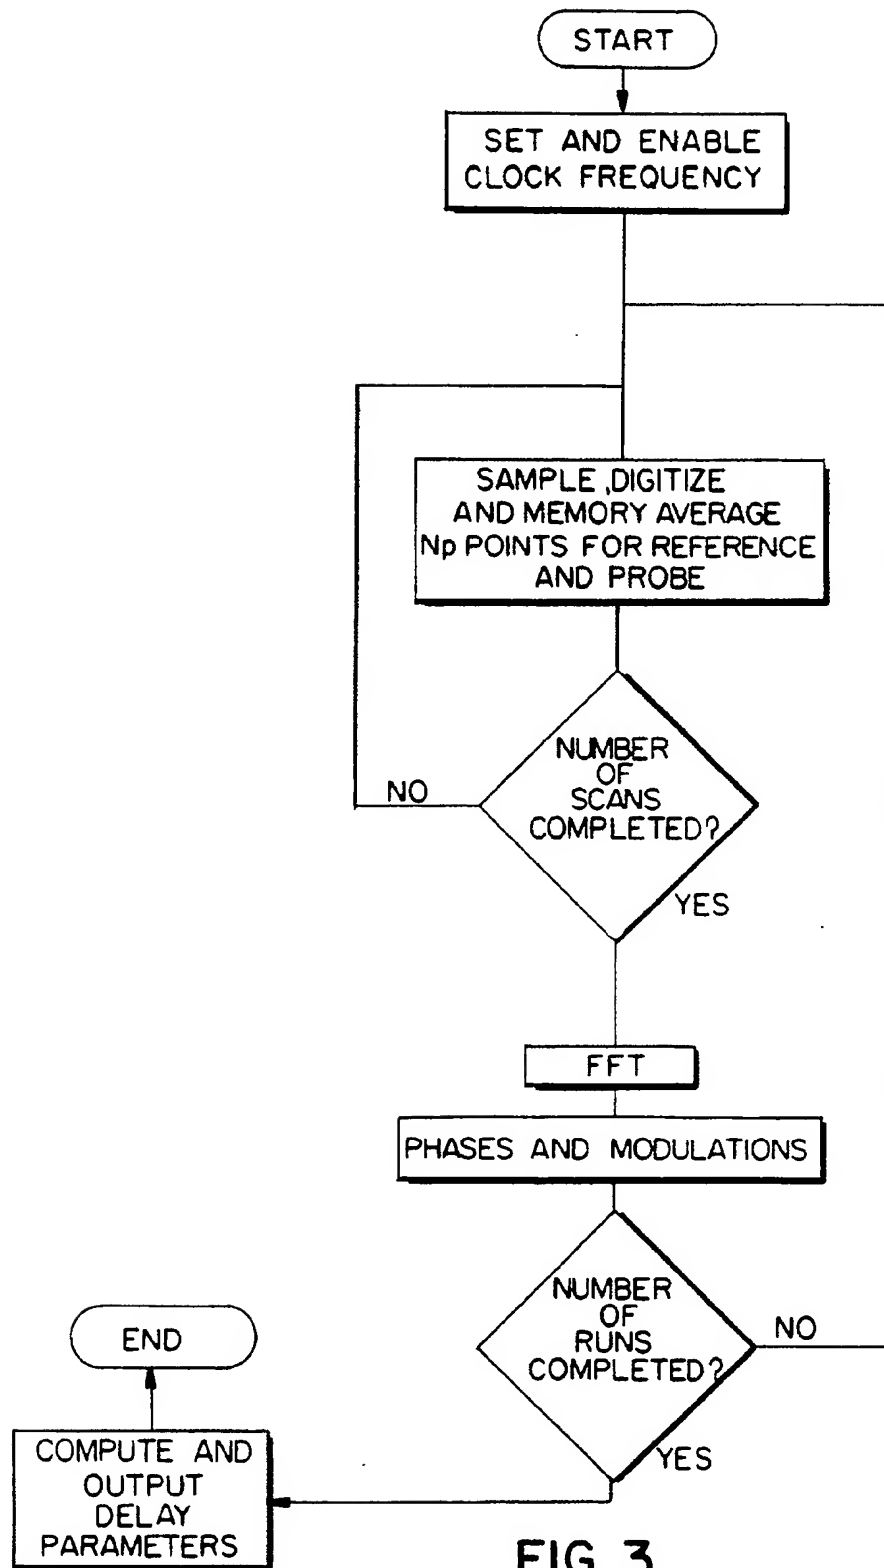 START
SET AND ENABLE
CLOCK FREQUENCY
SAMPLE, DIGITIZE
AND MEMORY AVERAGE
Np POINTS FOR REFERENCE
AND PROBE
NUMBER
OF
SCANS
COMPLETED?
NO
YES
FFT
PHASES AND MODULATIONS
NUMBER
OF
RUNS
COMPLETED?
NO
YES
END
COMPUTE AND
OUTPUT
DELAY
PARAMETERS
FIG. 3